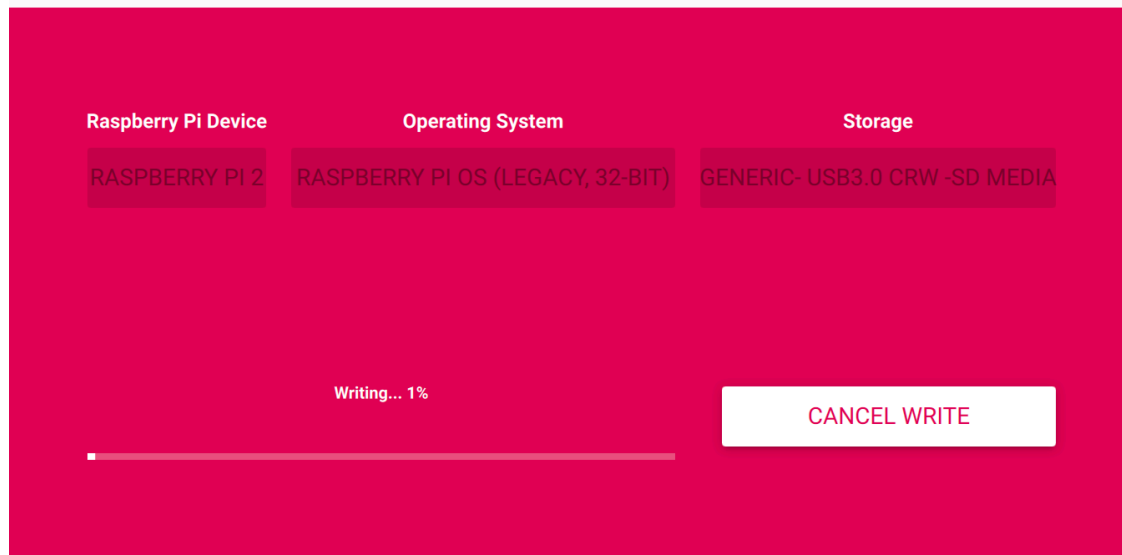 Raspberry Pi Device
Operating System
Storage
RASPBERRY PI 2
RASPBERRY PI OS (LEGACY, 32-BIT)
GENERIC- USB3.0 CRW -SD MEDIA
Writing... 1%
CANCEL WRITE